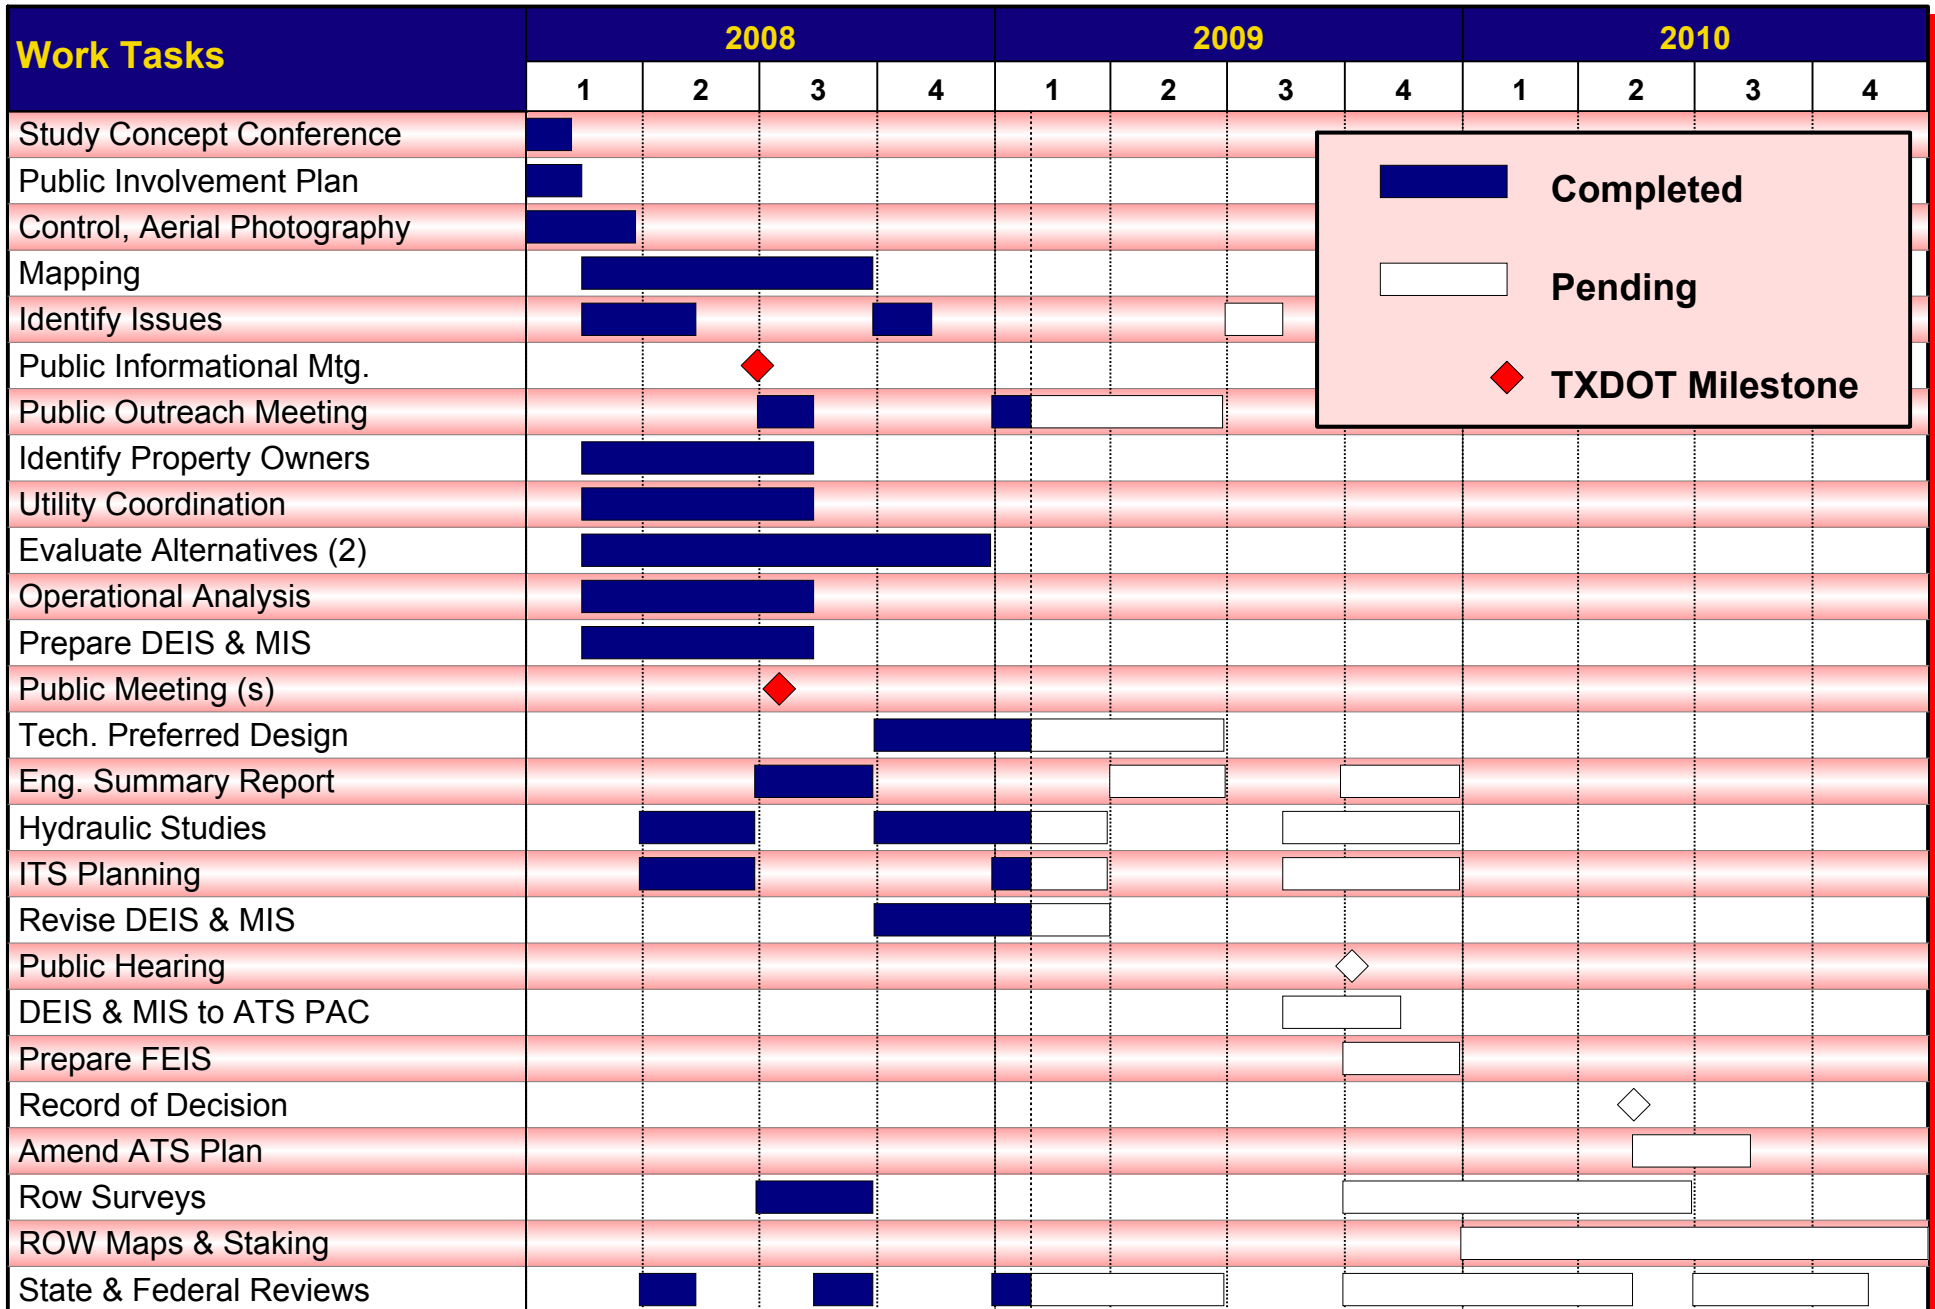 Work Tasks
2008 2009 2010
1 2 3 4 1 2 3 4 1 2 3 4
Study Concept Conference
Public Involvement Plan
Control, Aerial Photography
Mapping
Identify Issues
Public Informational Mtg.
Public Outreach Meeting
Identify Property Owners
Utility Coordination
Evaluate Alternatives (2)
Operational Analysis
Prepare DEIS & MIS
Public Meeting (s)
Tech. Preferred Design
Eng. Summary Report
Hydraulic Studies
ITS Planning
Revise DEIS & MIS
Public Hearing
DEIS & MIS to ATS PAC
Prepare FEIS
Record of Decision
Amend ATS Plan
Row Surveys
ROW Maps & Staking
State & Federal Reviews
Completed
Pending
TXDOT Milestone